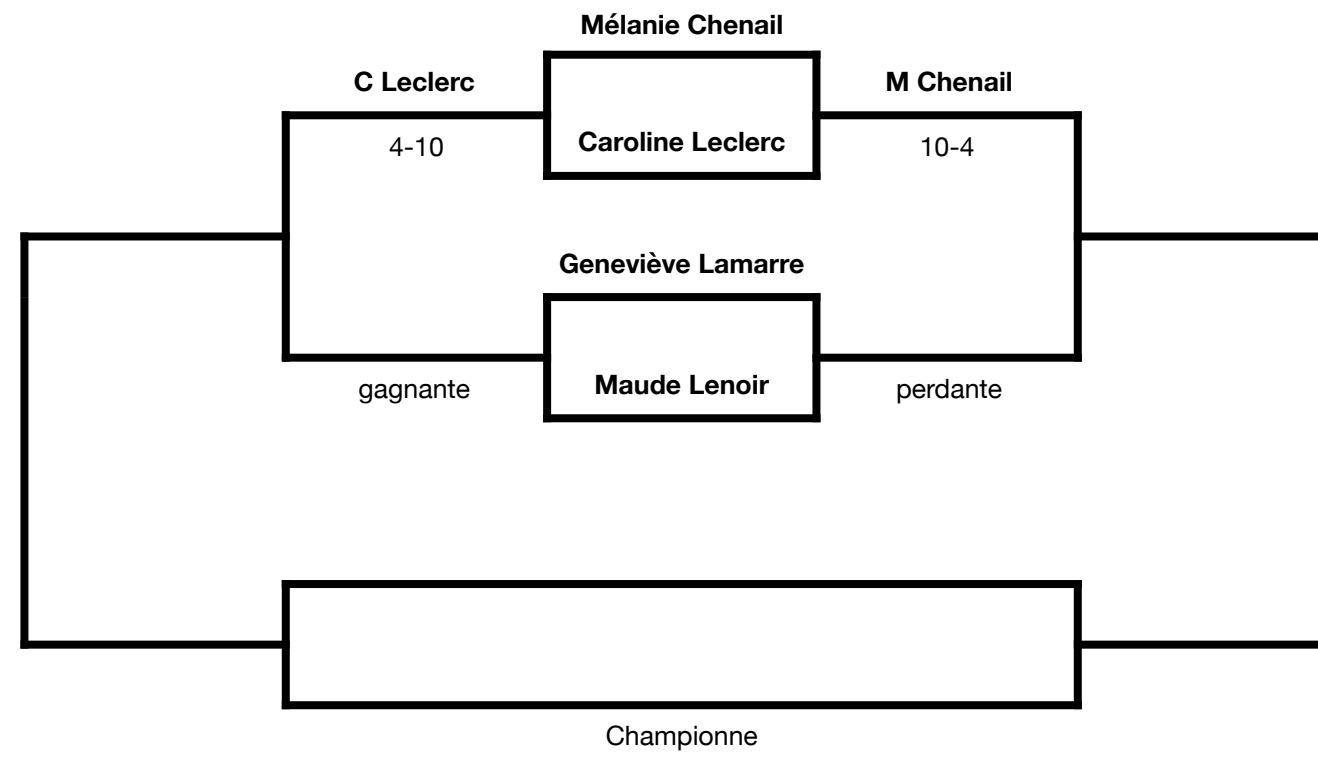 Mélanie Chenail
C Leclerc
M Chenail
4-10
Caroline Leclerc
10-4
Geneviève Lamarre
gagnante
Maude Lenoir
perdante
Championne